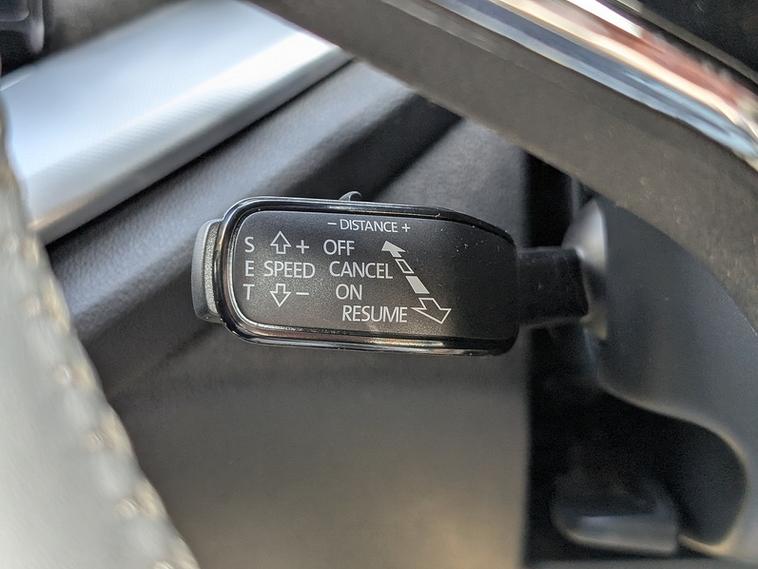 − DISTANCE +
S + OFF
E SPEED CANCEL
T − ON
RESUME